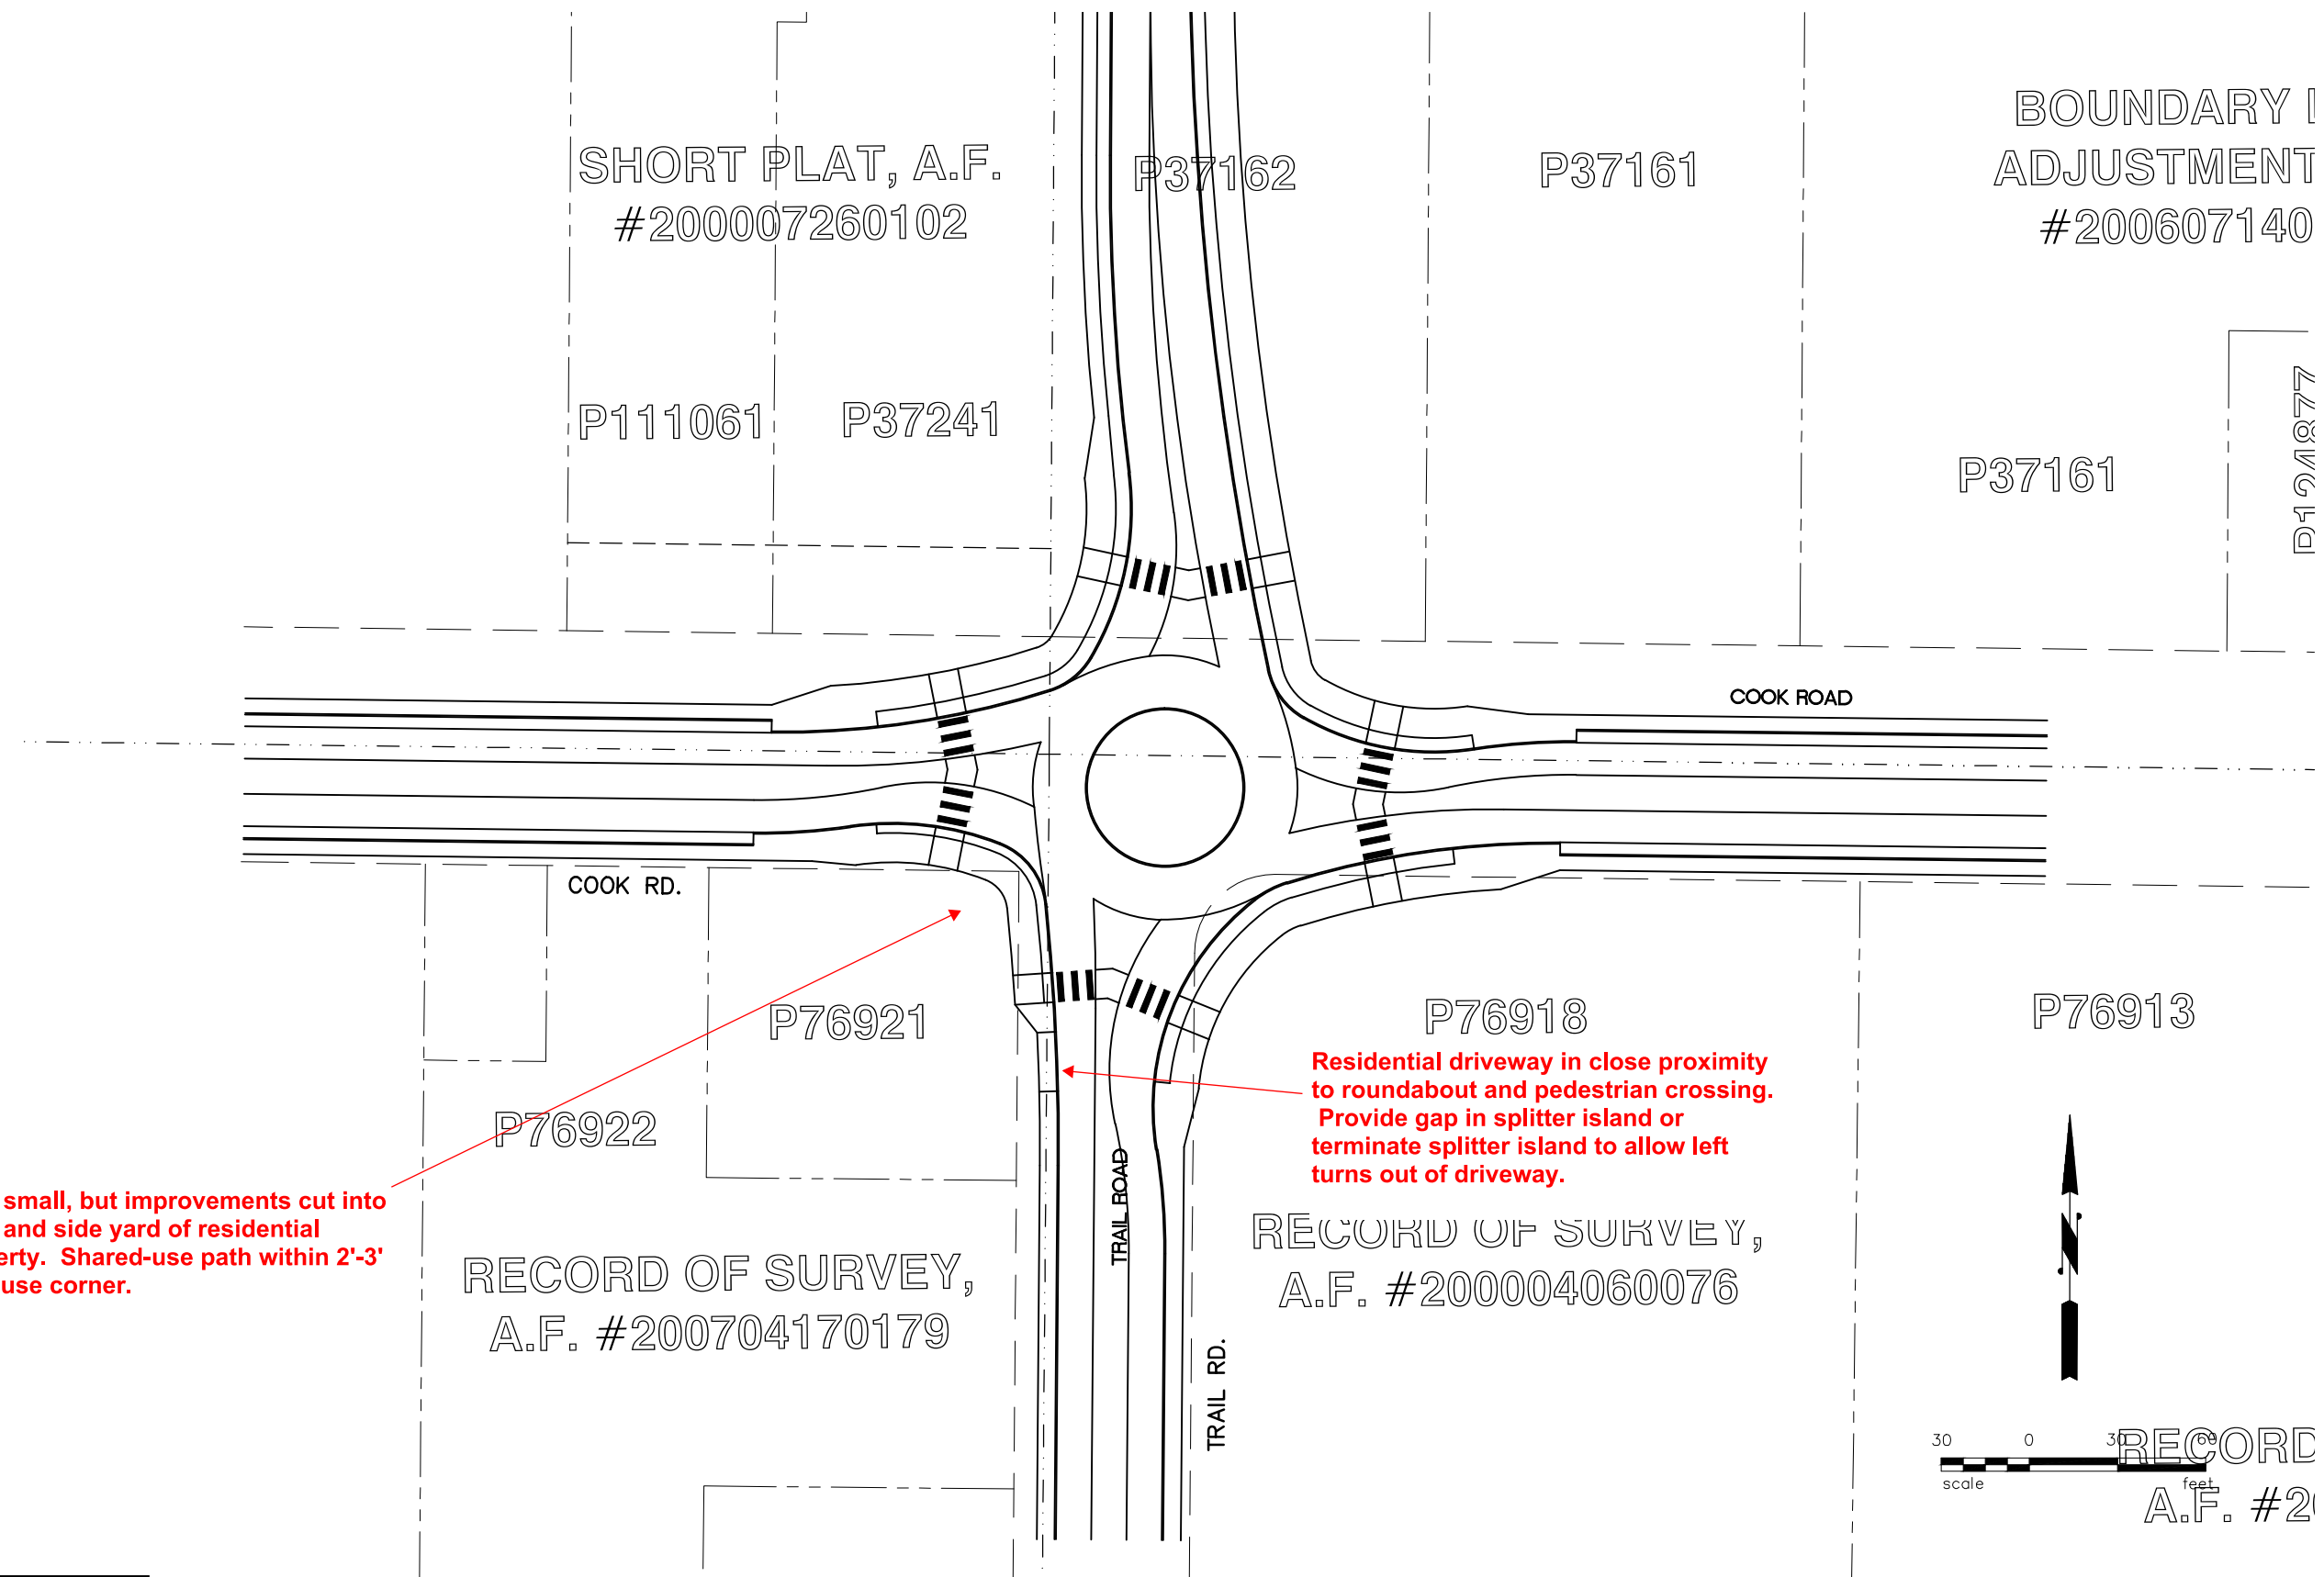 SHORT PLAT, A.F.
#200007260102
P37162
P37161
BOUNDARY
ADJUSTMENT
#200607140
P111061
P37241
P37161
P124877
COOK ROAD
COOK RD.
P76921
P76918
P76913
Residential driveway in close proximity
to roundabout and pedestrian crossing.
Provide gap in splitter island or
terminate splitter island to allow left
turns out of driveway.
P76922
small, but improvements cut into
and side yard of residential
erty. Shared-use path within 2'-3'
use corner.
TRAIL ROAD
RECORD OF SURVEY,
A.F. #200704170179
RECORD OF SURVEY,
A.F. #200004060076
TRAIL RD.
N
30 0 30 60
scale feet
RECORD
A.F. #20